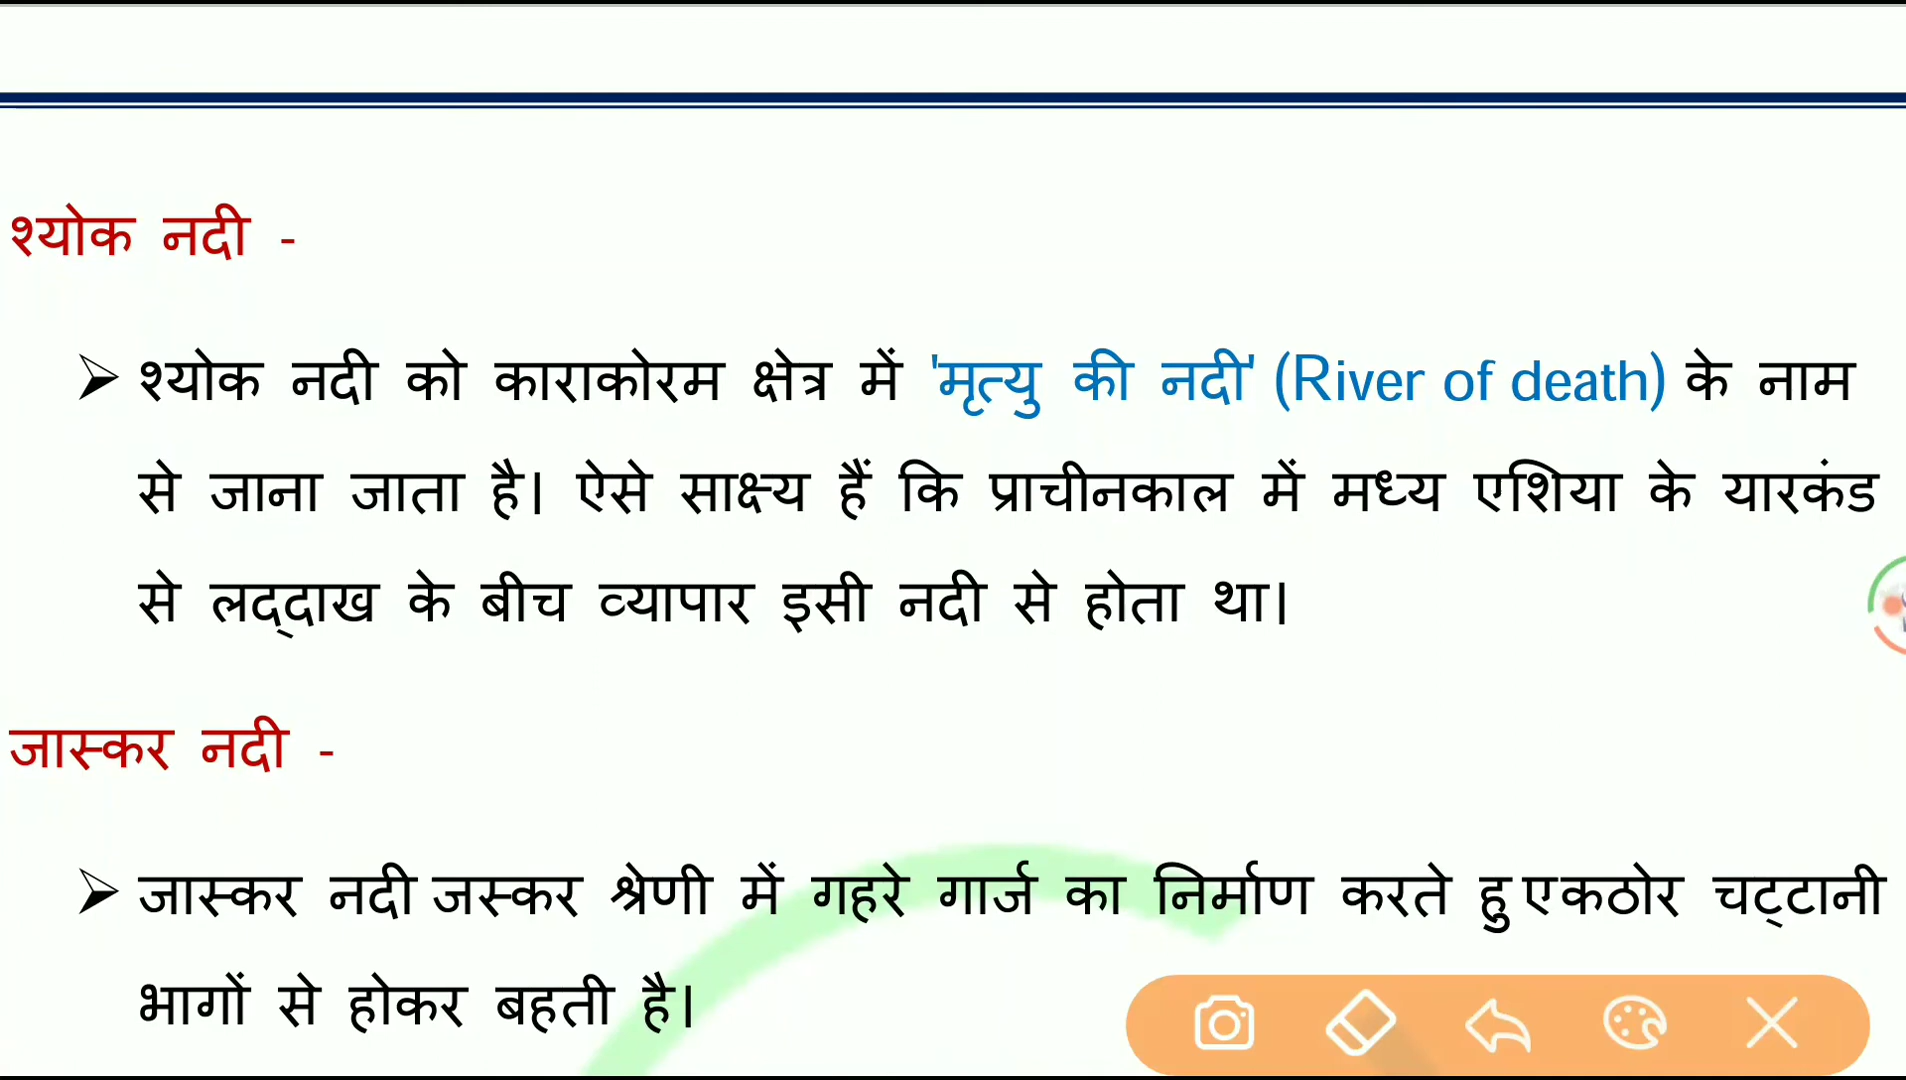 श्योक नदी -
➢ श्योक नदी को काराकोरम क्षेत्र में 'मृत्यु की नदी' (River of death) के नाम
से जाना जाता है। ऐसे साक्ष्य हैं कि प्राचीनकाल में मध्य एशिया के यारकंड
से लद्दाख के बीच व्यापार इसी नदी से होता था।
जास्कर नदी -
➢ जास्कर नदी जस्कर श्रेणी में गहरे गार्ज का निर्माण करते हुए कठोर चट्टानी
भागों से होकर बहती है।